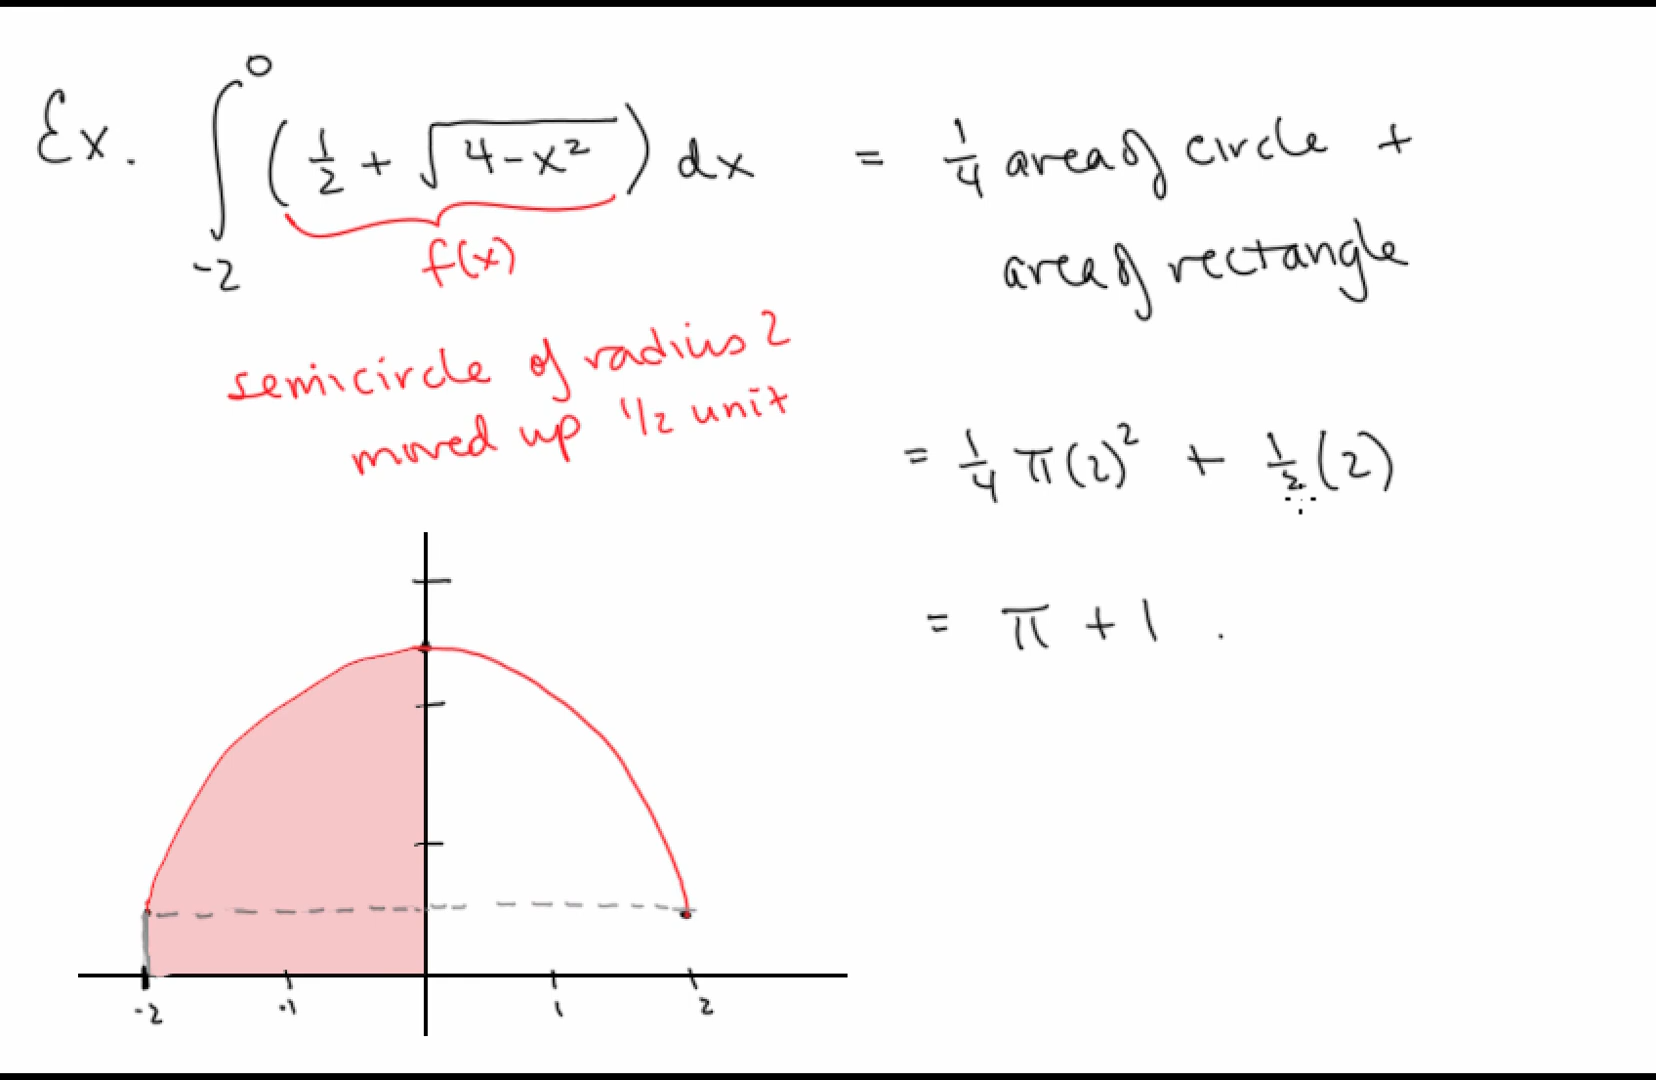 Ex. ∫_{-2}^{0} (1/2 + √(4-x²)) dx = 1/4 area of circle +
area of rectangle
f(x)
semicircle of radius 2
moved up 1/2 unit
= 1/4 π(2)² + 1/2(2)
= π + 1.
-2 -1 1 2